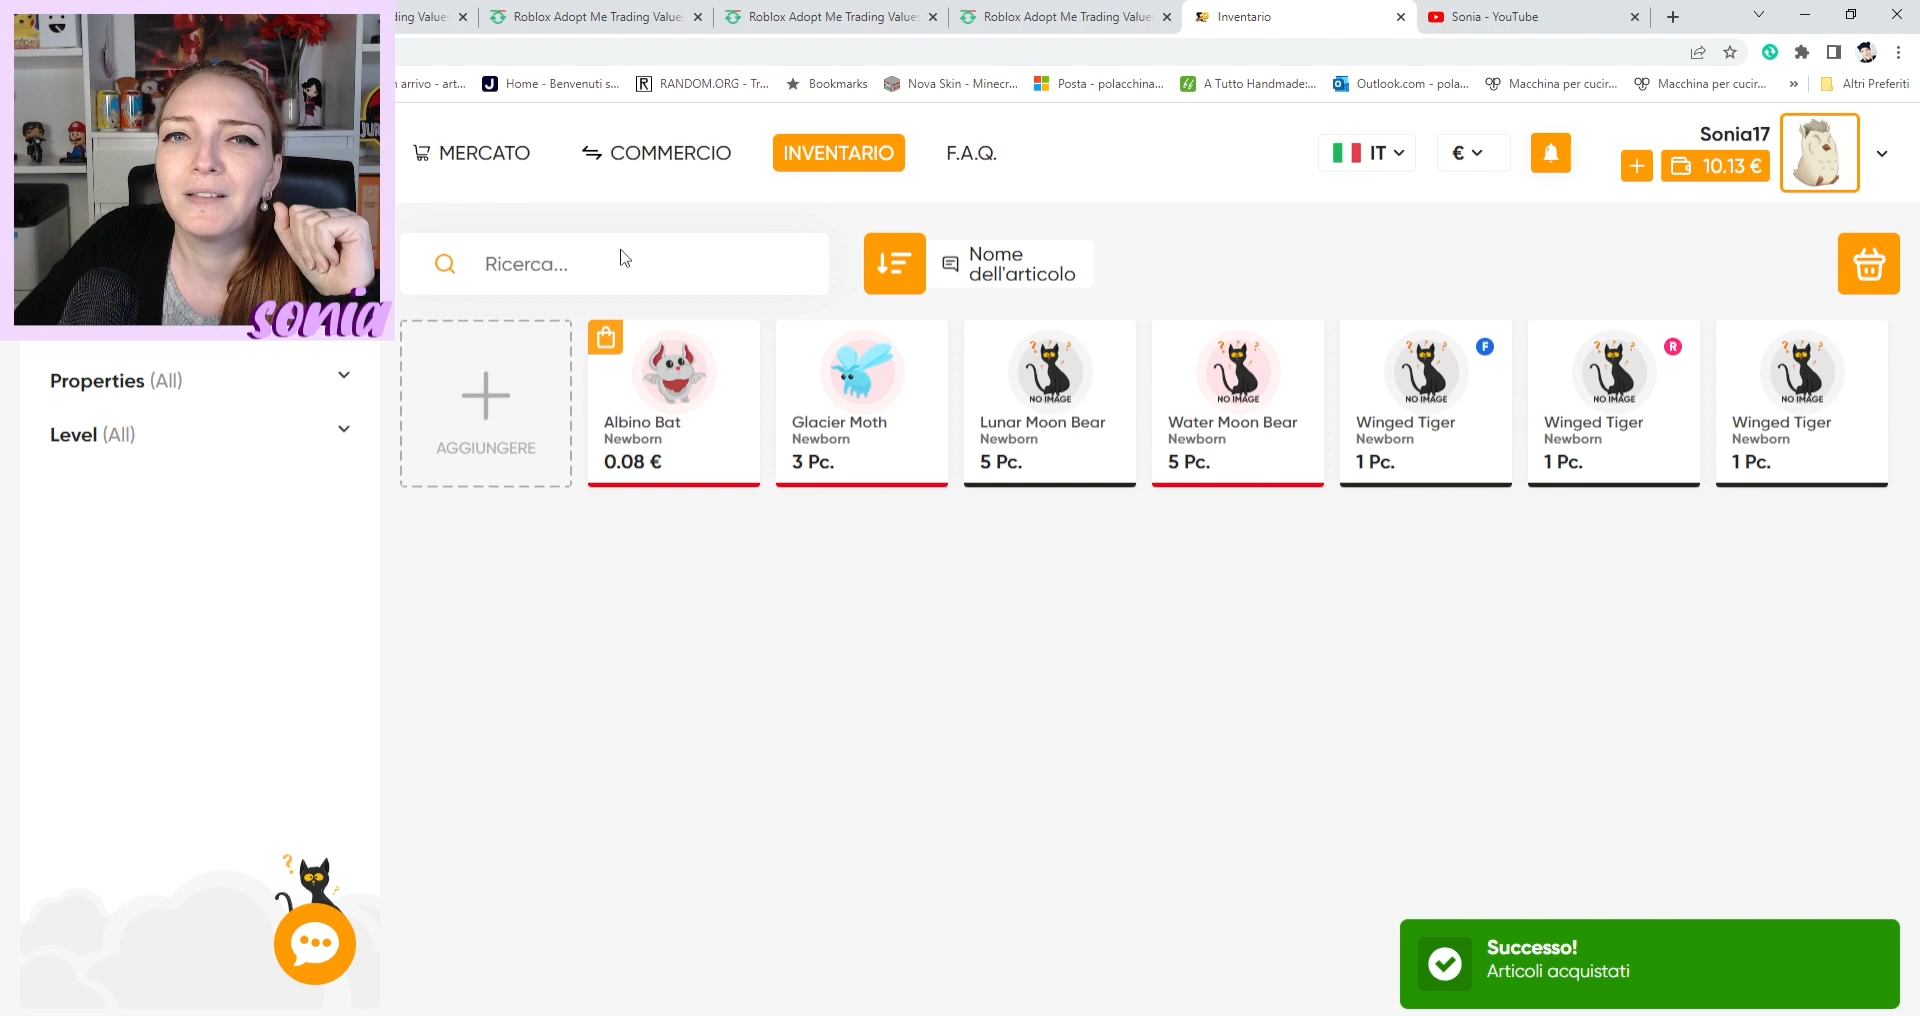 ding Value:
Roblox Adopt Me Trading Value:
Roblox Adopt Me Trading Value:
Roblox Adopt Me Trading Value:
Inventario
Sonia - YouTube
n arrivo - art...
Home - Benvenuti s...
RANDOM.ORG - Tr...
Bookmarks
Nova Skin - Minecr...
Posta - polacchina...
A Tutto Handmade:...
Outlook.com - pola...
Macchina per cucir...
Macchina per cucir...
»
Altri Preferiti
MERCATO
COMMERCIO
INVENTARIO
F.A.Q.
IT
€
Sonia17
10.13 €
sonia
Ricerca...
Nome
dell'articolo
Properties (All)
Level (All)
AGGIUNGERE
Albino Bat
Newborn
0.08 €
Glacier Moth
Newborn
3 Pc.
NO IMAGE
Lunar Moon Bear
Newborn
5 Pc.
NO IMAGE
Water Moon Bear
Newborn
5 Pc.
F
NO IMAGE
Winged Tiger
Newborn
1 Pc.
R
NO IMAGE
Winged Tiger
Newborn
1 Pc.
NO IMAGE
Winged Tiger
Newborn
1 Pc.
Successo!
Articoli acquistati